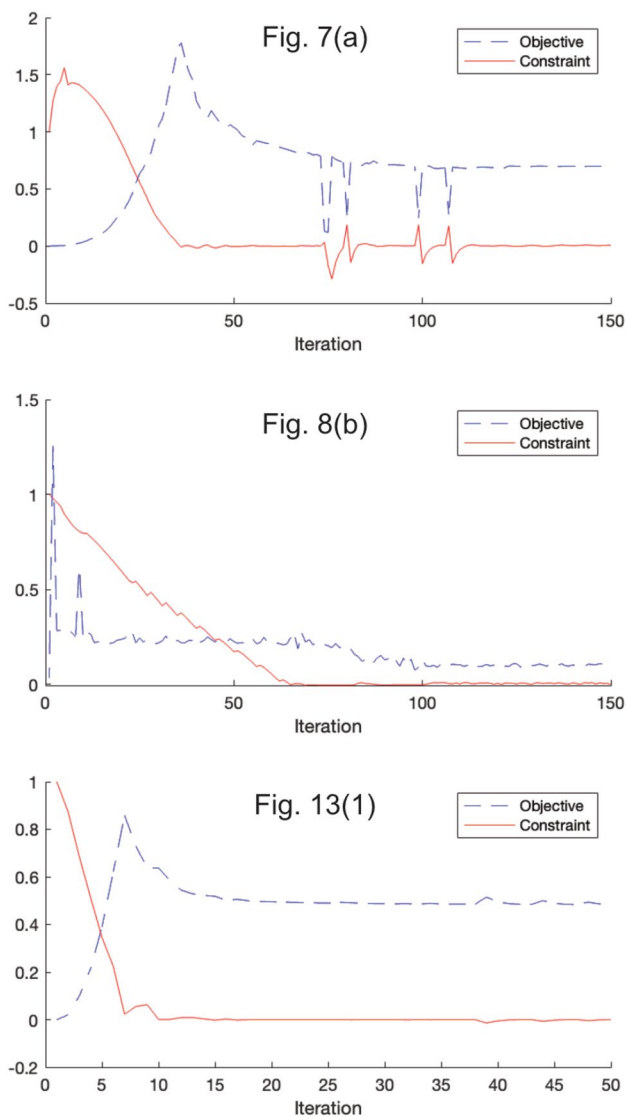 Fig. 7(a)
Objective
Constraint
2
1.5
1
0.5
0
-0.5
0 50 100 150
Iteration
Fig. 8(b)
Objective
Constraint
1.5
1
0.5
0
0 50 100 150
Iteration
Fig. 13(1)
Objective
Constraint
1
0.8
0.6
0.4
0.2
0
-0.2
0 5 10 15 20 25 30 35 40 45 50
Iteration